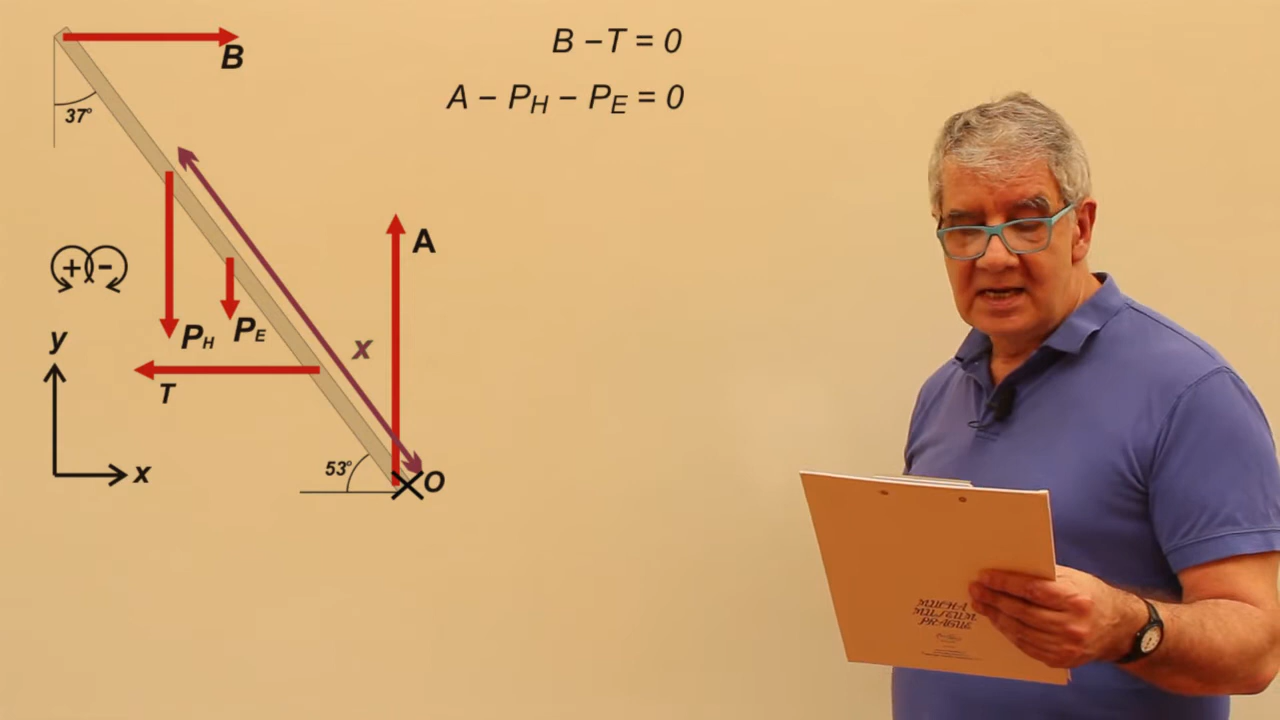 B – T = 0
A – P_H – P_E = 0
B
37°
A
+ –
P_H
P_E
y
x
T
53°
x
O
MUCHA
MUSEUM
PRAGUE